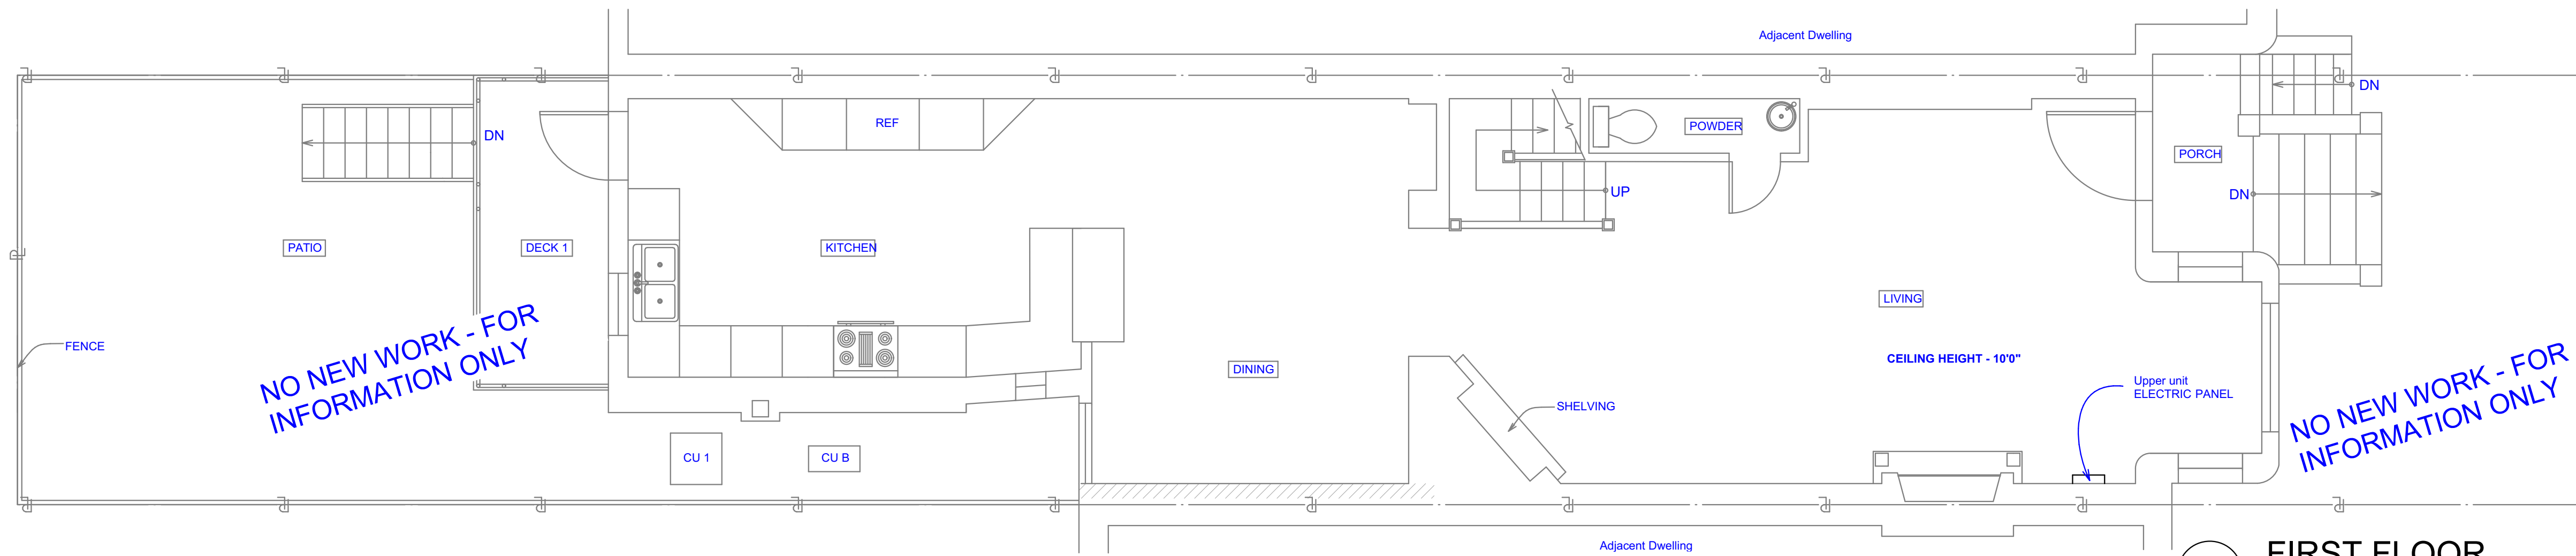 Adjacent Dwelling
DN
REF
POWDER
DN
PORCH
UP
DN
PATIO
DECK 1
KITCHEN
LIVING
FENCE
NO NEW WORK - FOR
INFORMATION ONLY
CEILING HEIGHT - 10'0"
DINING
SHELVING
Upper unit
ELECTRIC PANEL
NO NEW WORK - FOR
INFORMATION ONLY
CU 1
CU B
Adjacent Dwelling
FIRST FLOOR